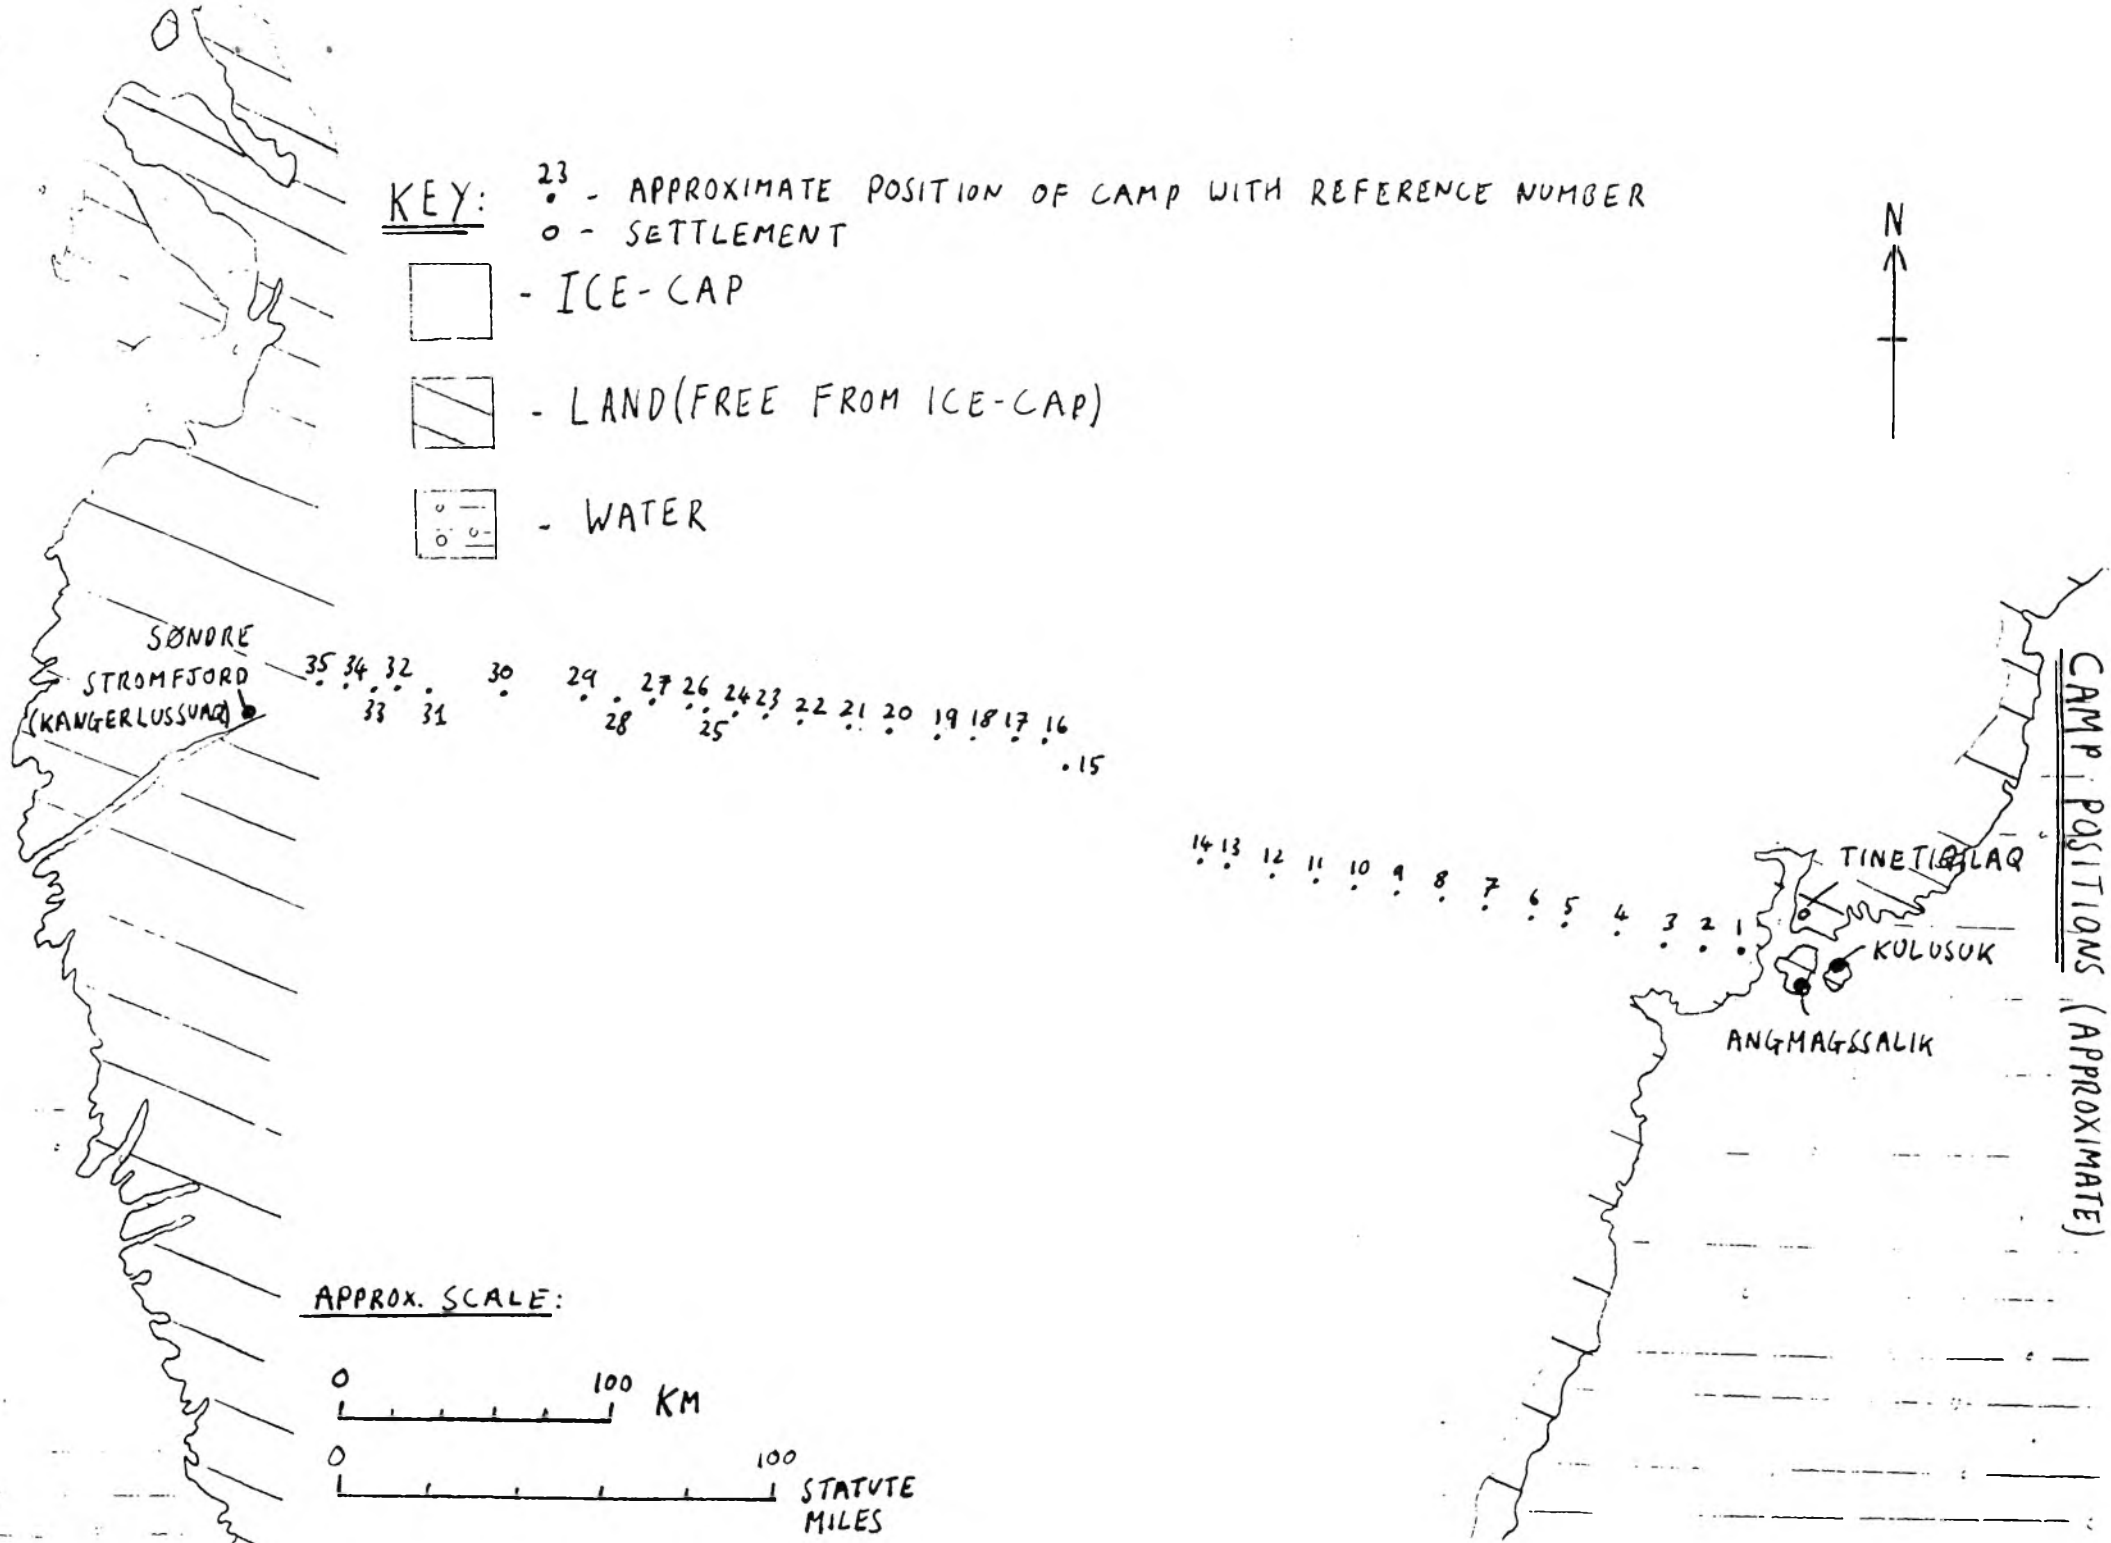 KEY:
23 - APPROXIMATE POSITION OF CAMP WITH REFERENCE NUMBER
o - SETTLEMENT
- ICE-CAP
- LAND (FREE FROM ICE-CAP)
- WATER
N
SØNDRE
STROMFJORD
(KANGERLUSSUAQ)
35 34 32 30 29 27 26 24 23 22 21 20 19 18 17 16
33 31 28 25
15
14 13 12 11 10 9 8 7 6 5 4 3 2 1
TINETIQILAQ
KULUSUK
ANGMAGSSALIK
CAMP POSITIONS (APPROXIMATE)
APPROX. SCALE:
0 100 KM
0 100 STATUTE
MILES